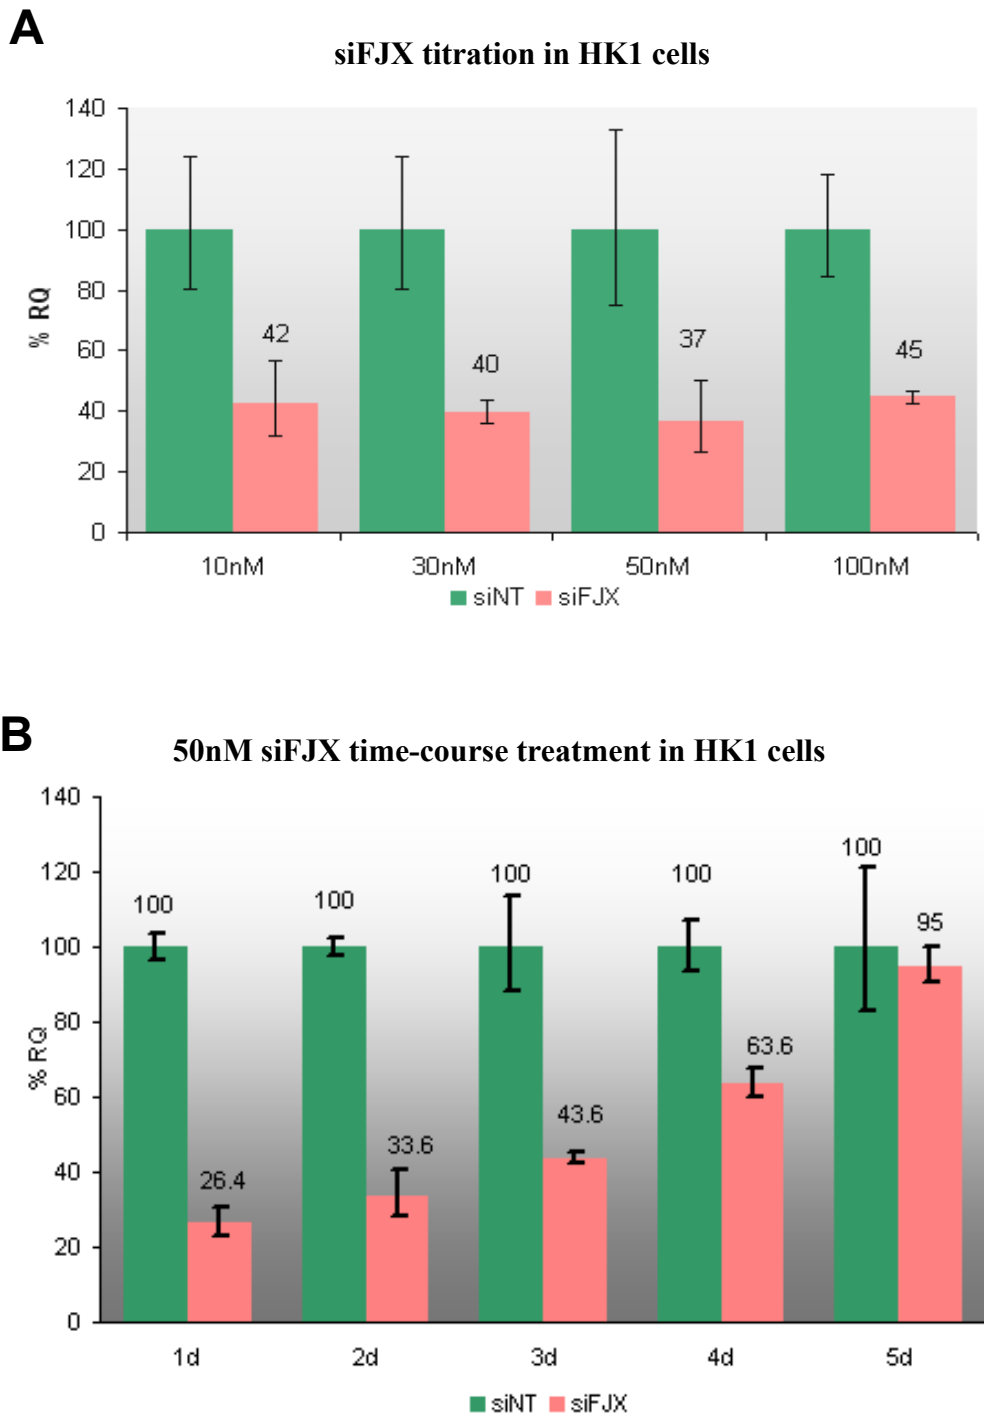 A
siFJX titration in HK1 cells
140
120
100
80
60
40
20
0
% RQ
42
40
37
45
10nM 30nM 50nM 100nM
siNT siFJX
B
50nM siFJX time-course treatment in HK1 cells
140
120
100
80
60
40
20
0
% RQ
100 26.4 100 33.6 100 43.6 100 63.6 100 95
1d 2d 3d 4d 5d
siNT siFJX